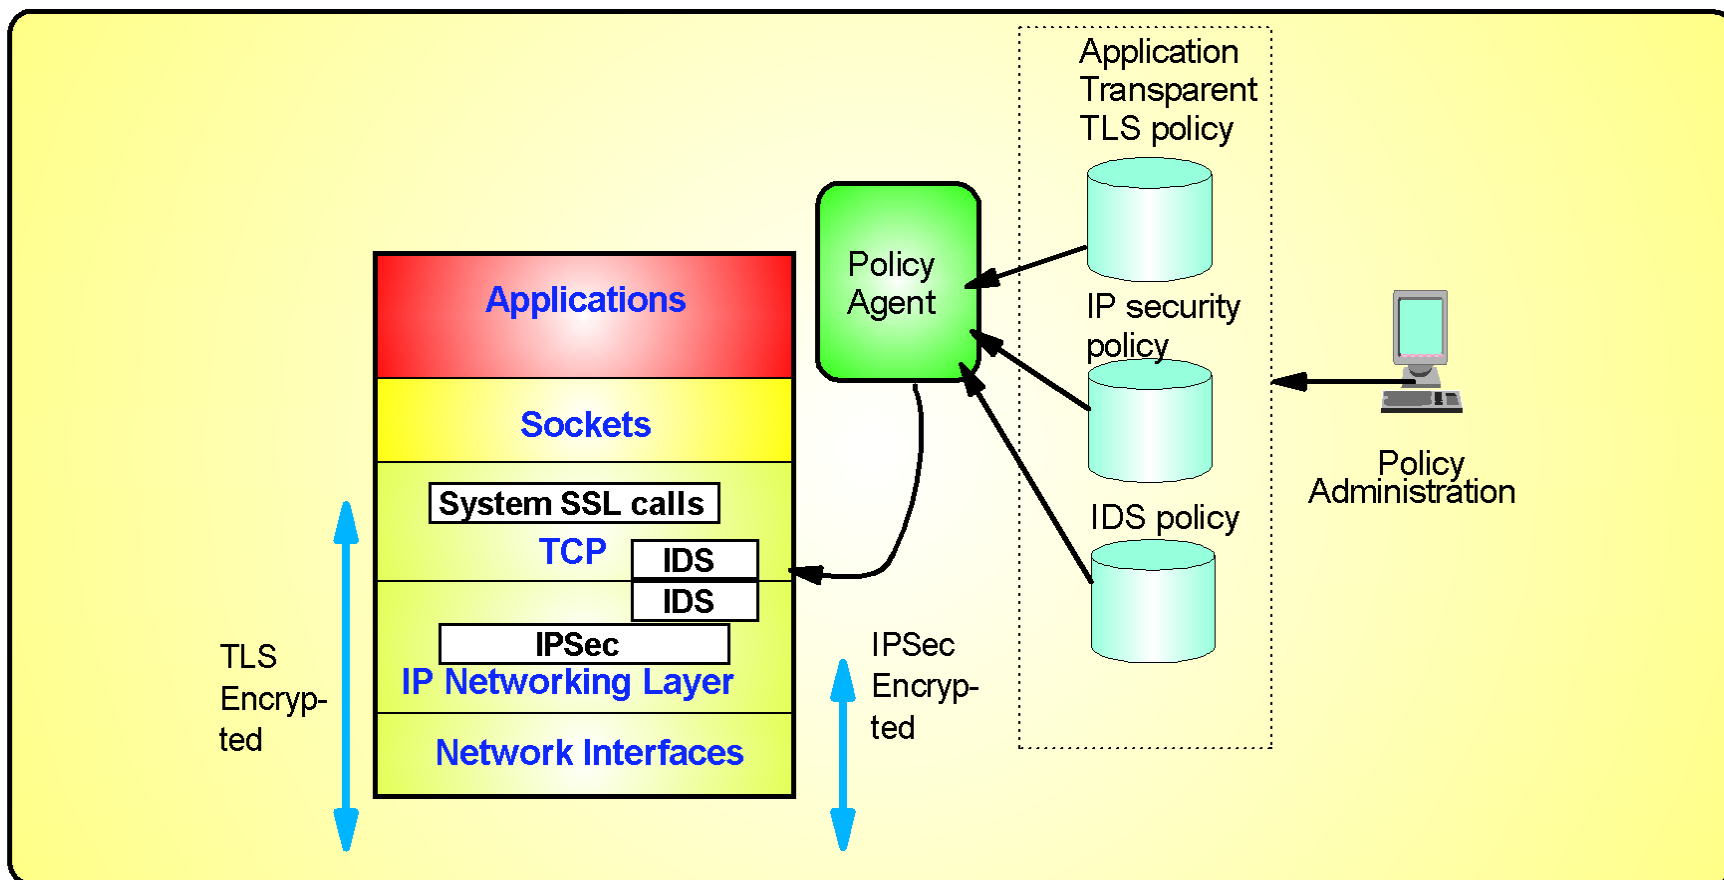 Application
Transparent
TLS policy
Policy
Agent
IP security
policy
Applications
Sockets
System SSL calls
TCP
IDS
IDS
IPSec
IP Networking Layer
Network Interfaces
TLS
Encryp-
ted
IPSec
Encryp-
ted
IDS policy
Policy
Administration